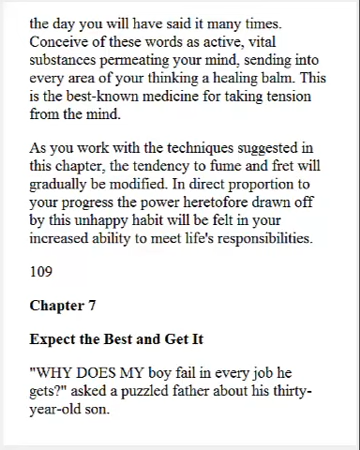 the day you will have said it many times.
Conceive of these words as active, vital
substances permeating your mind, sending into
every area of your thinking a healing balm. This
is the best-known medicine for taking tension
from the mind.
As you work with the techniques suggested in
this chapter, the tendency to fume and fret will
gradually be modified. In direct proportion to
your progress the power heretofore drawn off
by this unhappy habit will be felt in your
increased ability to meet life's responsibilities.
109
Chapter 7
Expect the Best and Get It
"WHY DOES MY boy fail in every job he
gets?" asked a puzzled father about his thirty-
year-old son.